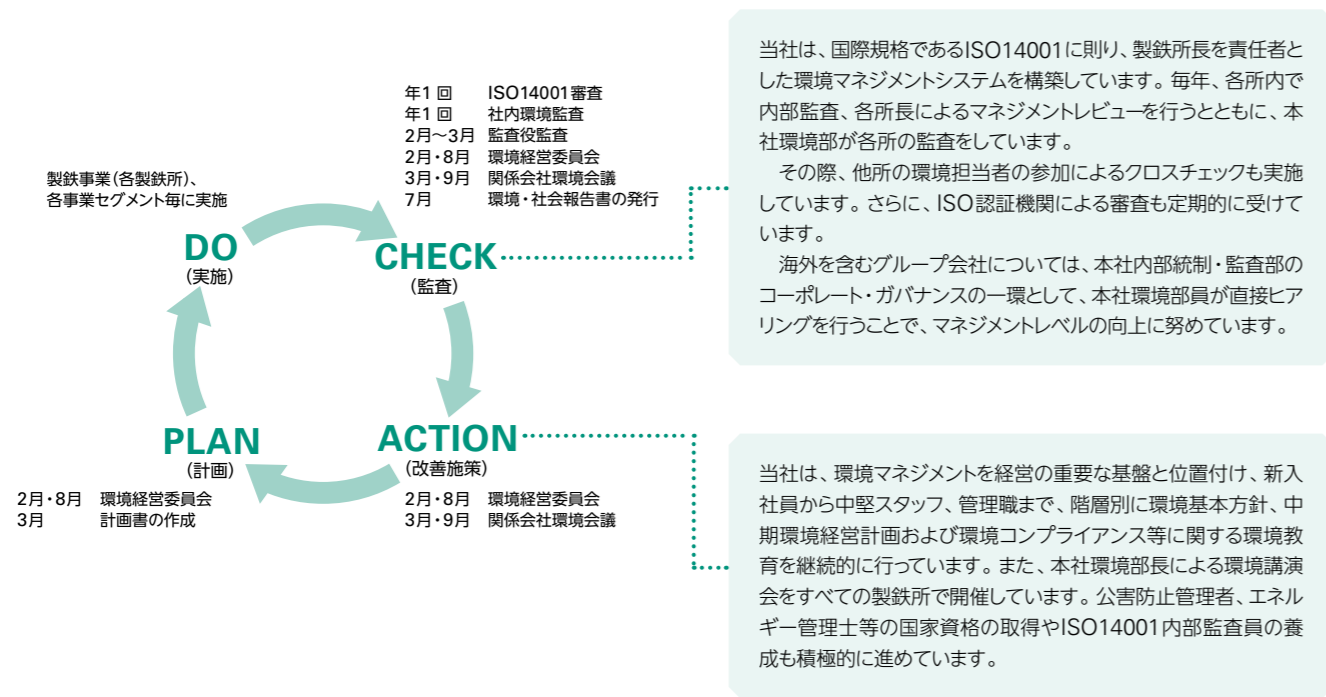 製鉄事業（各製鉄所）、
各事業セグメント毎に実施
DO
（実施）
年1 回 ISO14001審査
年1 回 社内環境監査
2月〜3月 監査役監査
2月・8月 環境経営委員会
3月・9月 関係会社環境会議
7月 環境・社会報告書の発行
CHECK
（監査）
ACTION
（改善施策）
2月・8月 環境経営委員会
3月・9月 関係会社環境会議
PLAN
（計画）
2月・8月 環境経営委員会
3月 計画書の作成
当社は、国際規格であるISO14001に則り、製鉄所長を責任者と
した環境マネジメントシステムを構築しています。毎年、各所内で
内部監査、各所長によるマネジメントレビューを行うとともに、本
社環境部が各所の監査をしています。
　その際、他所の環境担当者の参加によるクロスチェックも実施
しています。さらに、ISO認証機関による審査も定期的に受けて
います。
　海外を含むグループ会社については、本社内部統制・監査部の
コーポレート・ガバナンスの一環として、本社環境部員が直接ヒア
リングを行うことで、マネジメントレベルの向上に努めています。
当社は、環境マネジメントを経営の重要な基盤と位置付け、新入
社員から中堅スタッフ、管理職まで、階層別に環境基本方針、中
期環境経営計画および環境コンプライアンス等に関する環境教
育を継続的に行っています。また、本社環境部長による環境講演
会をすべての製鉄所で開催しています。公害防止管理者、エネル
ギー管理士等の国家資格の取得やISO14001内部監査員の養
成も積極的に進めています。